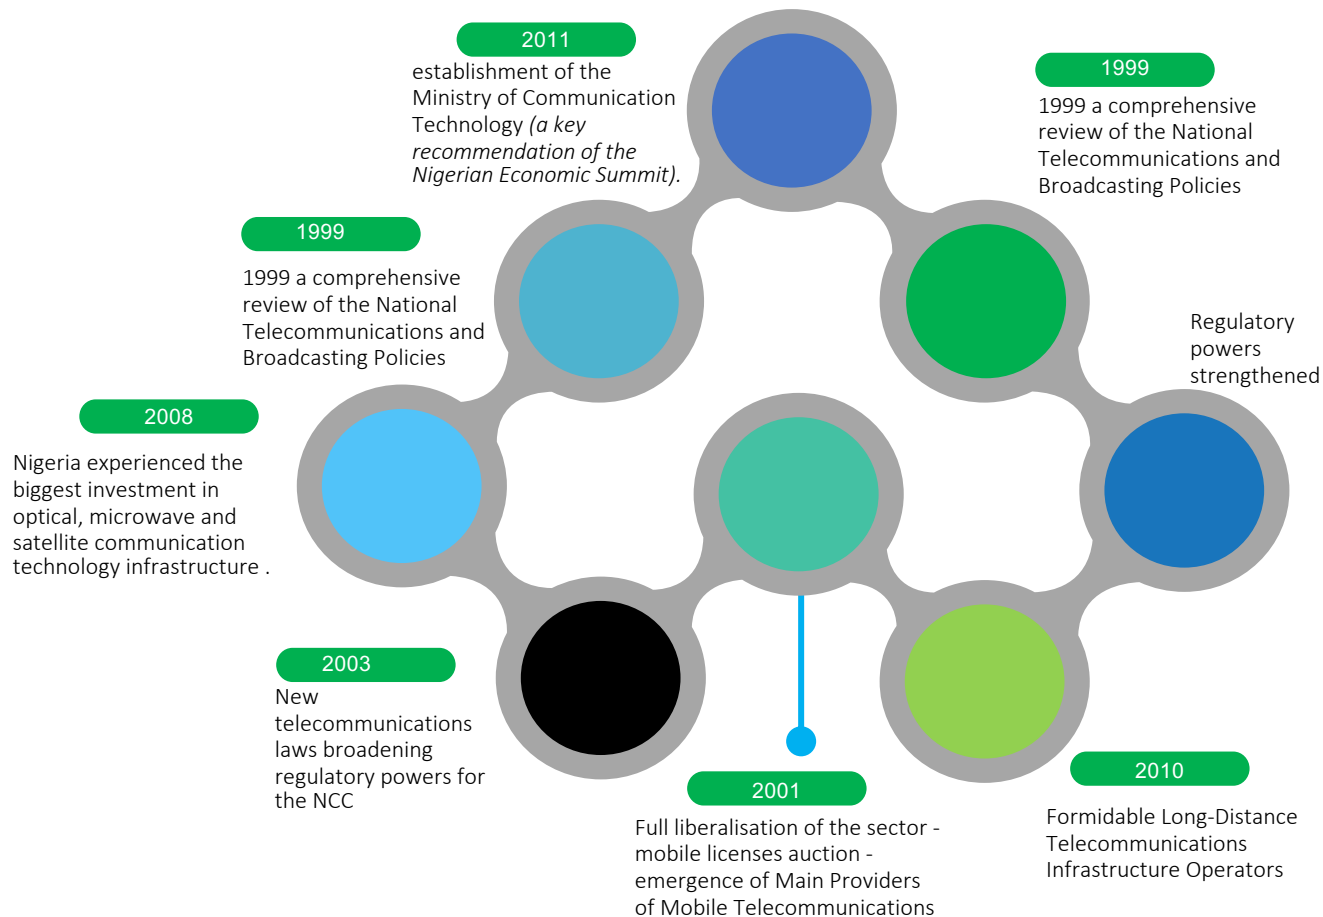 2011
establishment of the
Ministry of Communication
Technology (a key
recommendation of the
Nigerian Economic Summit).
1999
1999 a comprehensive
review of the National
Telecommunications and
Broadcasting Policies
1999
1999 a comprehensive
review of the National
Telecommunications and
Broadcasting Policies
Regulatory
powers
strengthened
2008
Nigeria experienced the
biggest investment in
optical, microwave and
satellite communication
technology infrastructure .
2003
New
telecommunications
laws broadening
regulatory powers for
the NCC
2001
Full liberalisation of the sector -
mobile licenses auction -
emergence of Main Providers
of Mobile Telecommunications
2010
Formidable Long-Distance
Telecommunications
Infrastructure Operators